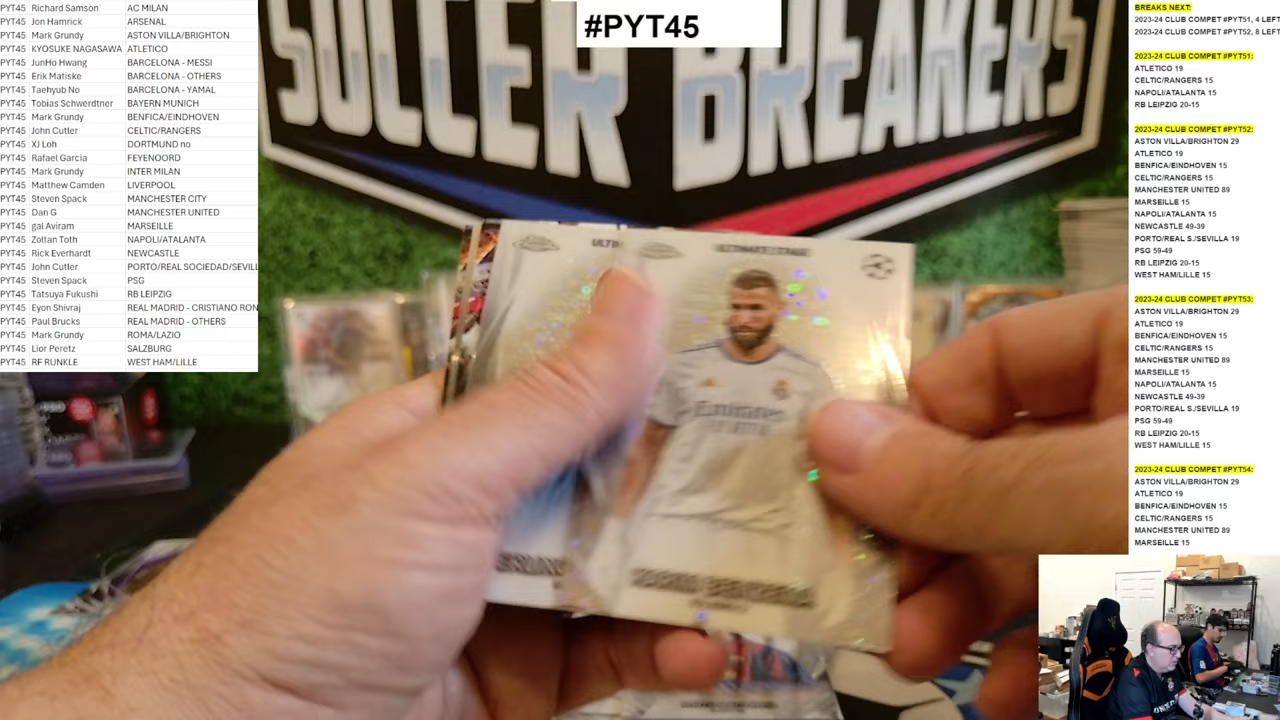 PYT45 Richard Samson AC MILAN
PYT45 Jon Hamrick ARSENAL
PYT45 Mark Grundy ASTON VILLA/BRIGHTON
PYT45 KYOSUKE NAGASAWA ATLETICO
PYT45 JunHo Hwang BARCELONA - MESSI
PYT45 Erik Matiske BARCELONA - OTHERS
PYT45 Taehyub No BARCELONA - YAMAL
PYT45 Tobias Schwerdtner BAYERN MUNICH
PYT45 Mark Grundy BENFICA/EINDHOVEN
PYT45 John Cutler CELTIC/RANGERS
PYT45 XJ Loh DORTMUND no
PYT45 Rafael Garcia FEYENOORD
PYT45 Mark Grundy INTER MILAN
PYT45 Matthew Camden LIVERPOOL
PYT45 Steven Spack MANCHESTER CITY
PYT45 Dan G MANCHESTER UNITED
PYT45 gal Aviram MARSEILLE
PYT45 Zoltan Toth NAPOLI/ATALANTA
PYT45 Rick Everhardt NEWCASTLE
PYT45 John Cutler PORTO/REAL SOCIEDAD/SEVILL
PYT45 Steven Spack PSG
PYT45 Tatsuya Fukushi RB LEIPZIG
PYT45 Eyon Shivraj REAL MADRID - CRISTIANO RON
PYT45 Paul Brucks REAL MADRID - OTHERS
PYT45 Mark Grundy ROMA/LAZIO
PYT45 Lior Peretz SALZBURG
PYT45 RF RUNKLE WEST HAM/LILLE
#PYT45
SOCCER BREAKERS
ULTIMATE STAGE
BREAKS NEXT:
2023-24 CLUB COMPET #PYT51, 4 LEFT
2023-24 CLUB COMPET #PYT52, 8 LEFT
2023-24 CLUB COMPET #PYT51:
ATLETICO 19
CELTIC/RANGERS 15
NAPOLI/ATALANTA 15
RB LEIPZIG 20-15
2023-24 CLUB COMPET #PYT52:
ASTON VILLA/BRIGHTON 29
ATLETICO 19
BENFICA/EINDHOVEN 15
CELTIC/RANGERS 15
MANCHESTER UNITED 89
MARSEILLE 15
NAPOLI/ATALANTA 15
NEWCASTLE 49-39
PORTO/REAL S./SEVILLA 19
PSG 59-49
RB LEIPZIG 20-15
WEST HAM/LILLE 15
2023-24 CLUB COMPET #PYT53:
ASTON VILLA/BRIGHTON 29
ATLETICO 19
BENFICA/EINDHOVEN 15
CELTIC/RANGERS 15
MANCHESTER UNITED 89
MARSEILLE 15
NAPOLI/ATALANTA 15
NEWCASTLE 49-39
PORTO/REAL S./SEVILLA 19
PSG 59-49
RB LEIPZIG 20-15
WEST HAM/LILLE 15
2023-24 CLUB COMPET #PYT54:
ASTON VILLA/BRIGHTON 29
ATLETICO 19
BENFICA/EINDHOVEN 15
CELTIC/RANGERS 15
MANCHESTER UNITED 89
MARSEILLE 15